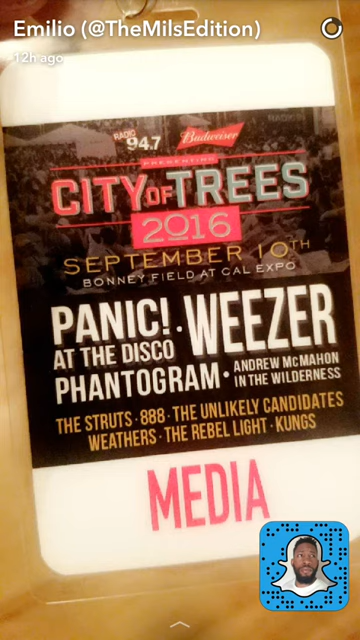 Emilio (@TheMilsEdition)
12h ago
RADIO 94.7 Budweiser
PRESENTING
CITY OF TREES
2016
SEPTEMBER 10TH
BONNEY FIELD AT CAL EXPO
PANIC! AT THE DISCO · WEEZER
PHANTOGRAM · ANDREW McMAHON IN THE WILDERNESS
THE STRUTS · 888 · THE UNLIKELY CANDIDATES
WEATHERS · THE REBEL LIGHT · KUNGS
MEDIA